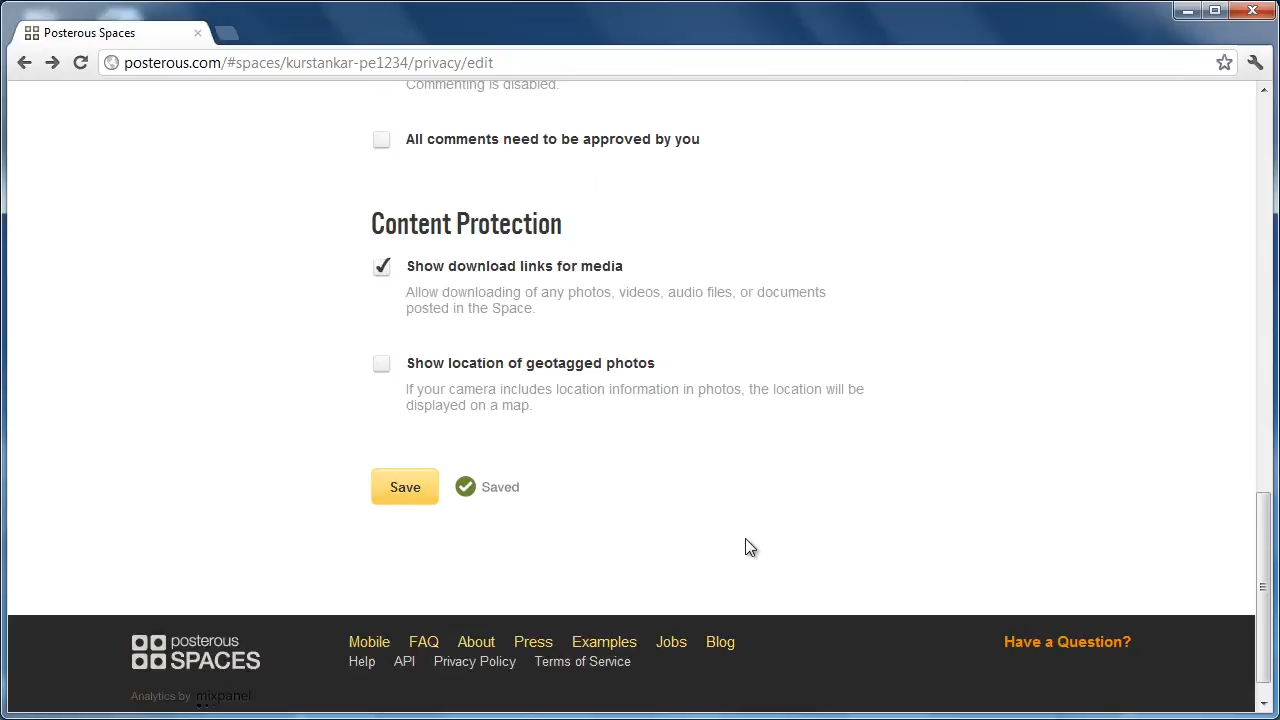 Posterous Spaces
posterous.com/#spaces/kurstankar-pe1234/privacy/edit
Commenting is disabled.
All comments need to be approved by you
Content Protection
Show download links for media
Allow downloading of any photos, videos, audio files, or documents
posted in the Space.
Show location of geotagged photos
If your camera includes location information in photos, the location will be
displayed on a map.
Save Saved
posterous
SPACES
Mobile FAQ About Press Examples Jobs Blog
Help API Privacy Policy Terms of Service
Have a Question?
Analytics by mixpanel